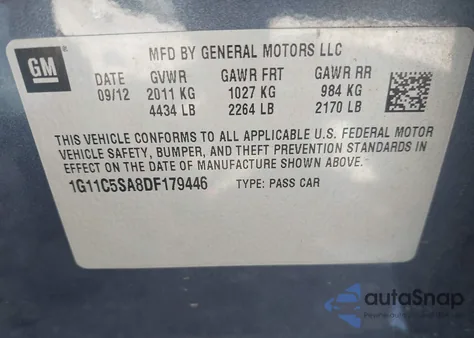 GM
MFD BY GENERAL MOTORS LLC
DATE GVWR GAWR FRT GAWR RR
09/12 2011 KG 1027 KG 984 KG
4434 LB 2264 LB 2170 LB
THIS VEHICLE CONFORMS TO ALL APPLICABLE U.S. FEDERAL MOTOR
VEHICLE SAFETY, BUMPER, AND THEFT PREVENTION STANDARDS
IN EFFECT ON THE DATE OF MANUFACTURE SHOWN ABOVE.
1G11C5SA8DF179446 TYPE: PASS CAR
autoSnap